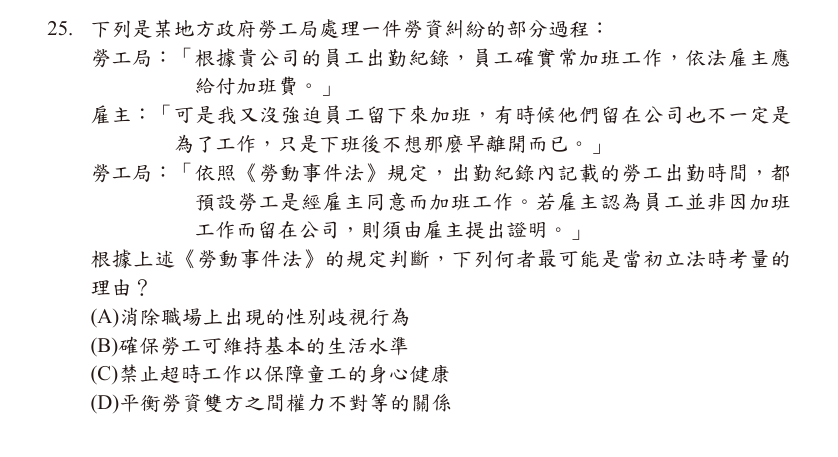 25. 下列是某地方政府勞工局處理一件勞資糾紛的部分過程：
勞工局：「根據貴公司的員工出勤紀錄，員工確實常加班工作，依法雇主應
給付加班費。」
雇主：「可是我又沒強迫員工留下來加班，有時候他們留在公司也不一定是
為了工作，只是下班後不想那麼早離開而已。」
勞工局：「依照《勞動事件法》規定，出勤紀錄內記載的勞工出勤時間，都
預設勞工是經雇主同意而加班工作。若雇主認為員工並非因加班
工作而留在公司，則須由雇主提出證明。」
根據上述《勞動事件法》的規定判斷，下列何者最可能是當初立法時考量的
理由？
(A)消除職場上出現的性別歧視行為
(B)確保勞工可維持基本的生活水準
(C)禁止超時工作以保障童工的身心健康
(D)平衡勞資雙方之間權力不對等的關係